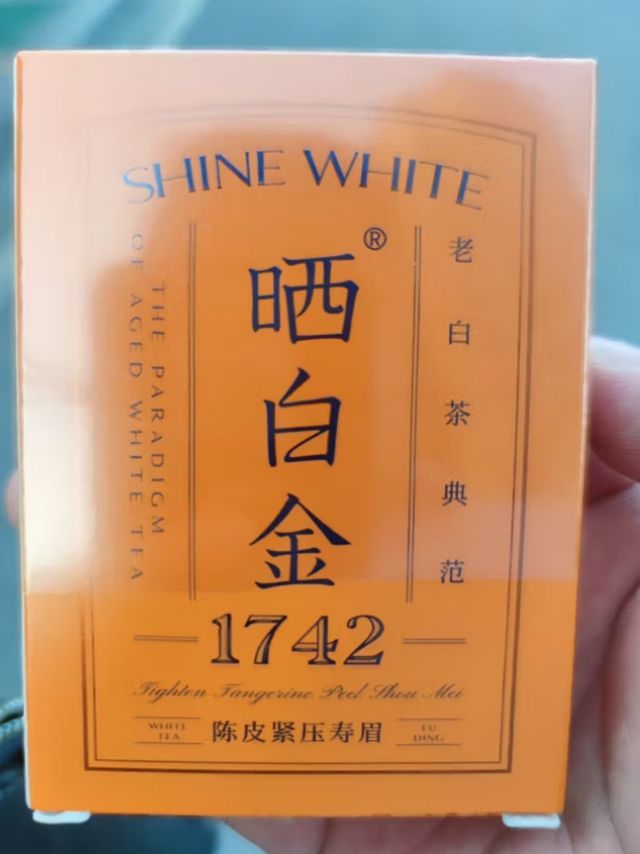 SHINE WHITE
®
晒白金
老白茶典范
THE PARADIGM
OF AGED WHITE TEA
1742
Tighten Tangerine Peel Shou Mei
WHITE
TEA
陈皮紧压寿眉
FU
DING